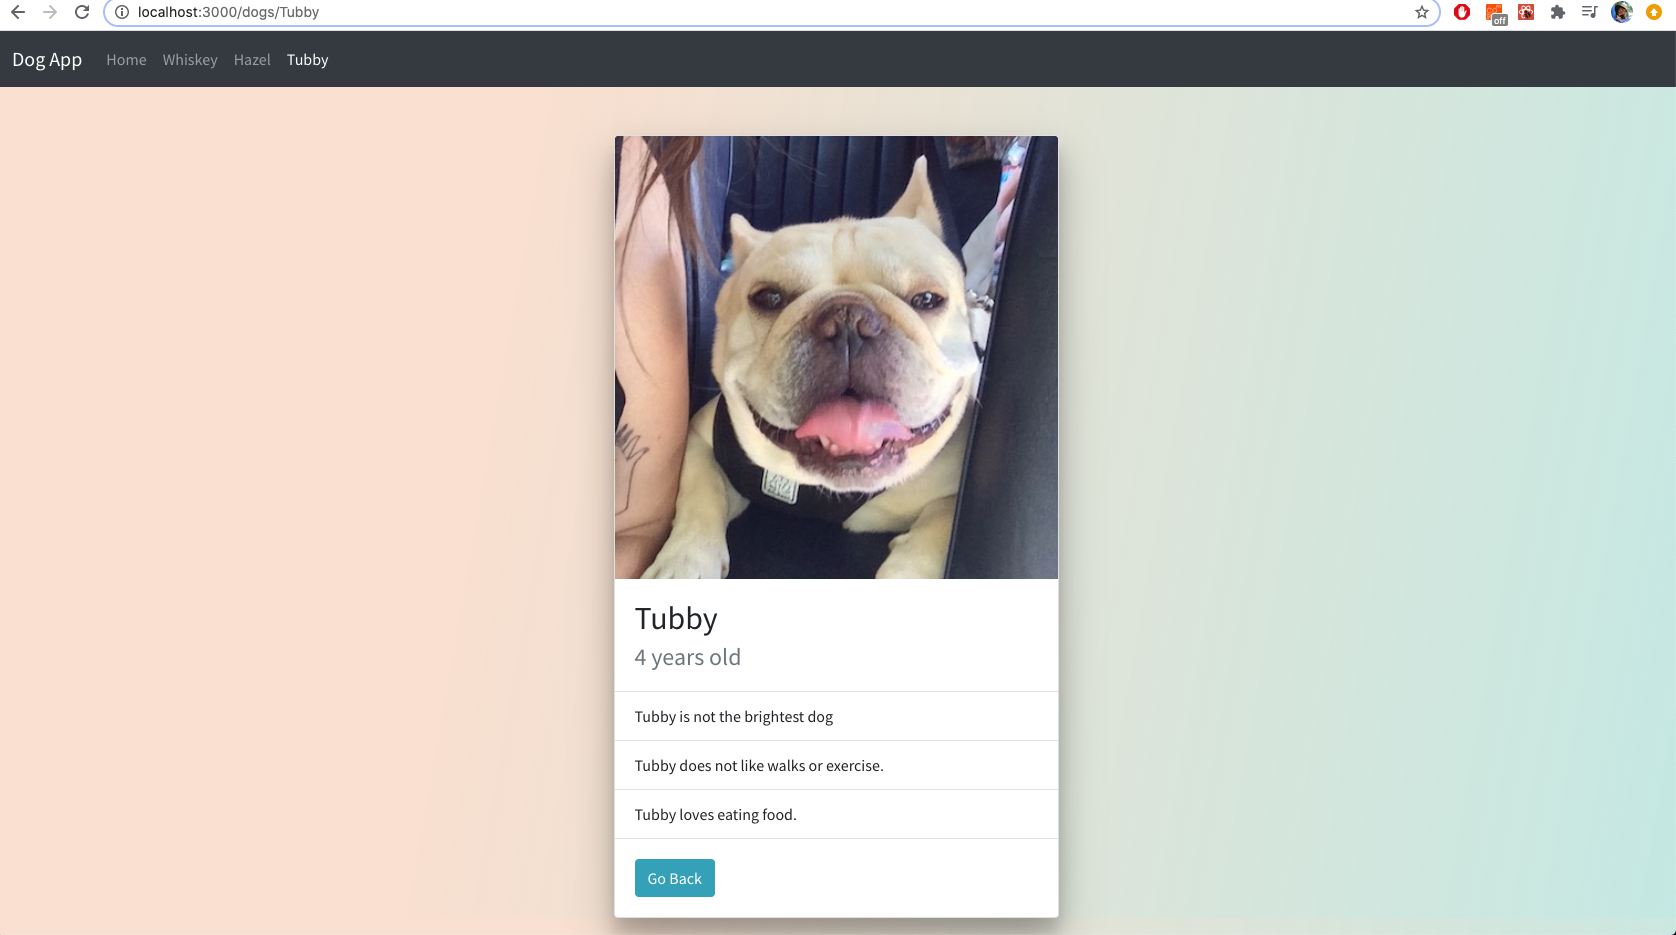 localhost:3000/dogs/Tubby
off
Dog App Home Whiskey Hazel Tubby
Tubby
4 years old
Tubby is not the brightest dog
Tubby does not like walks or exercise.
Tubby loves eating food.
Go Back